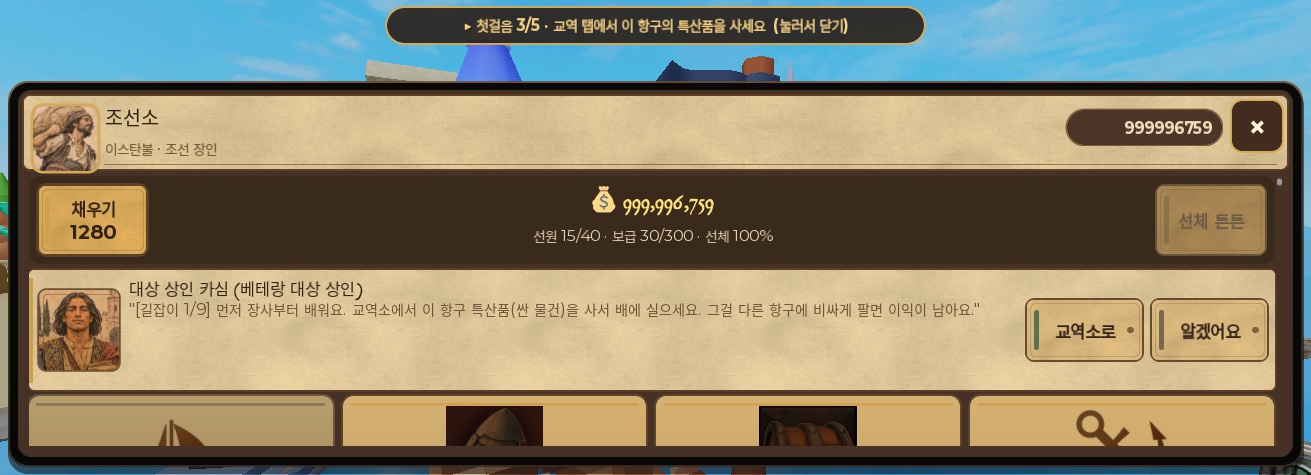 ▸ 첫걸음 3/5 · 교역 탭에서 이 항구의 특산품을 사세요 (눌러서 닫기)
조선소
이스탄불 · 조선 장인
999996759
×
채우기
1280
999,996,759
선원 15/40 · 보급 30/300 · 선체 100%
선체 튼튼
대상 상인 카심 (베테랑 대상 상인)
"[길잡이 1/9] 먼저 장사부터 배워요. 교역소에서 이 항구 특산품(싼 물건)을 사서 배에 실으세요. 그걸 다른 항구에 비싸게 팔면 이익이 남아요."
교역소로
알겠어요